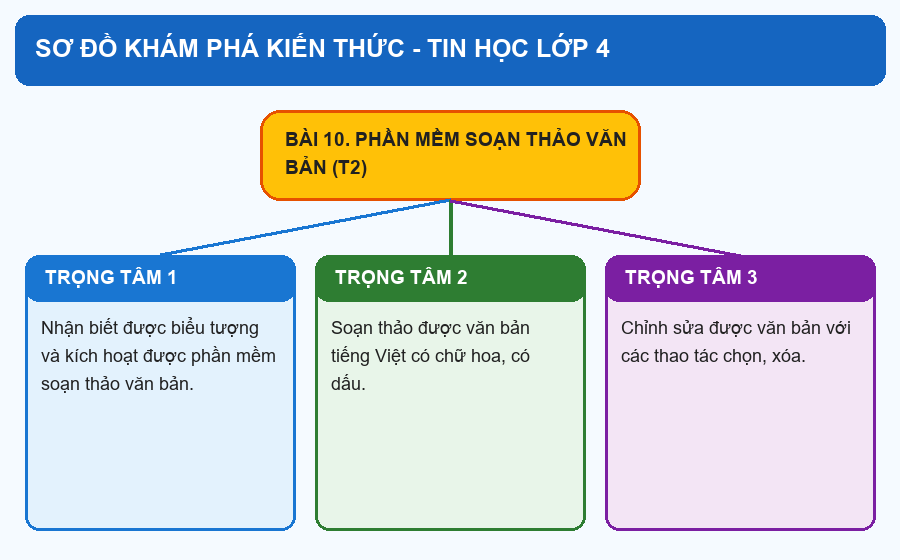 SƠ ĐỒ KHÁM PHÁ KIẾN THỨC - TIN HỌC LỚP 4
BÀI 10. PHẦN MỀM SOẠN THẢO VĂN
BẢN (T2)
TRỌNG TÂM 1
Nhận biết được biểu tượng
và kích hoạt được phần mềm
soạn thảo văn bản.
TRỌNG TÂM 2
Soạn thảo được văn bản
tiếng Việt có chữ hoa, có
dấu.
TRỌNG TÂM 3
Chỉnh sửa được văn bản với
các thao tác chọn, xóa.